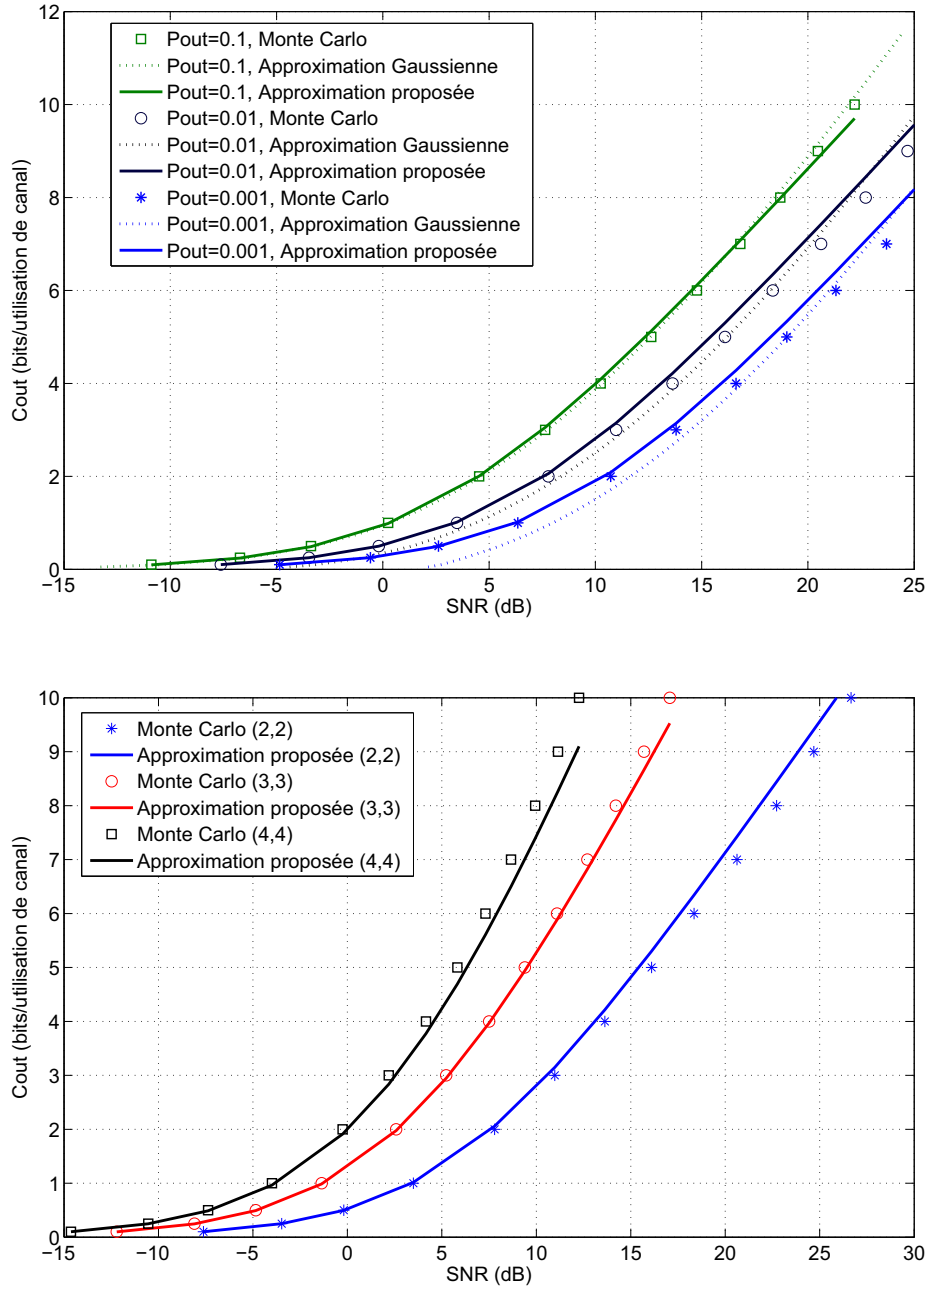 12
10
8
6
4
2
0
Cout (bits/utilisation de canal)
Pout=0.1, Monte Carlo
Pout=0.1, Approximation Gaussienne
Pout=0.1, Approximation proposée
Pout=0.01, Monte Carlo
Pout=0.01, Approximation Gaussienne
Pout=0.01, Approximation proposée
Pout=0.001, Monte Carlo
Pout=0.001, Approximation Gaussienne
Pout=0.001, Approximation proposée
−15 −10 −5 0 5 10 15 20 25
SNR (dB)
10
9
8
7
6
5
4
3
2
1
0
Cout (bits/utilisation de canal)
Monte Carlo (2,2)
Approximation proposée (2,2)
Monte Carlo (3,3)
Approximation proposée (3,3)
Monte Carlo (4,4)
Approximation proposée (4,4)
−15 −10 −5 0 5 10 15 20 25 30
SNR (dB)